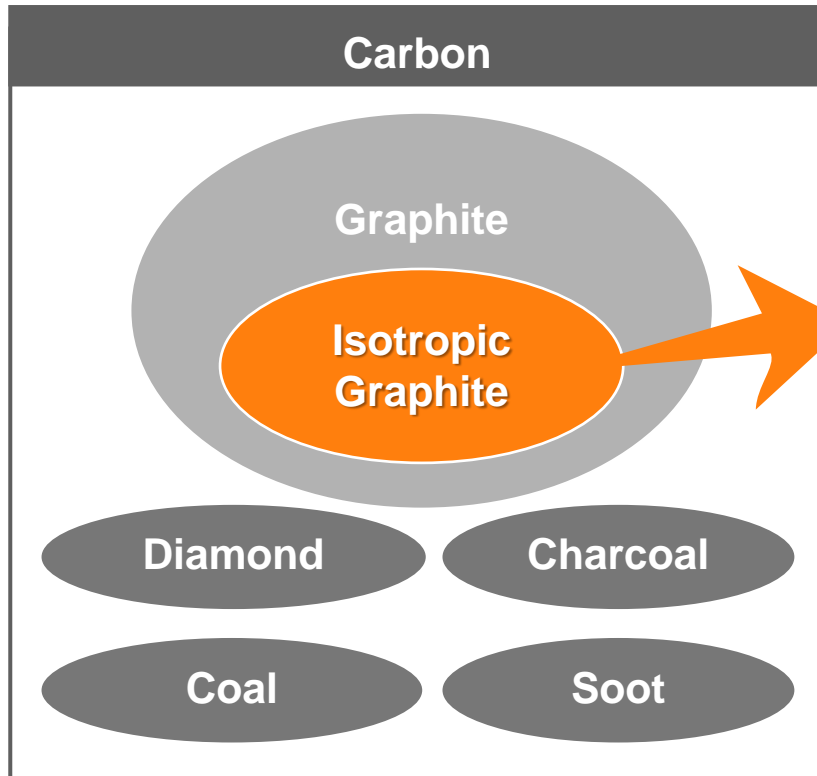 Carbon
Graphite
Isotropic
Graphite
Diamond
Charcoal
Coal
Soot